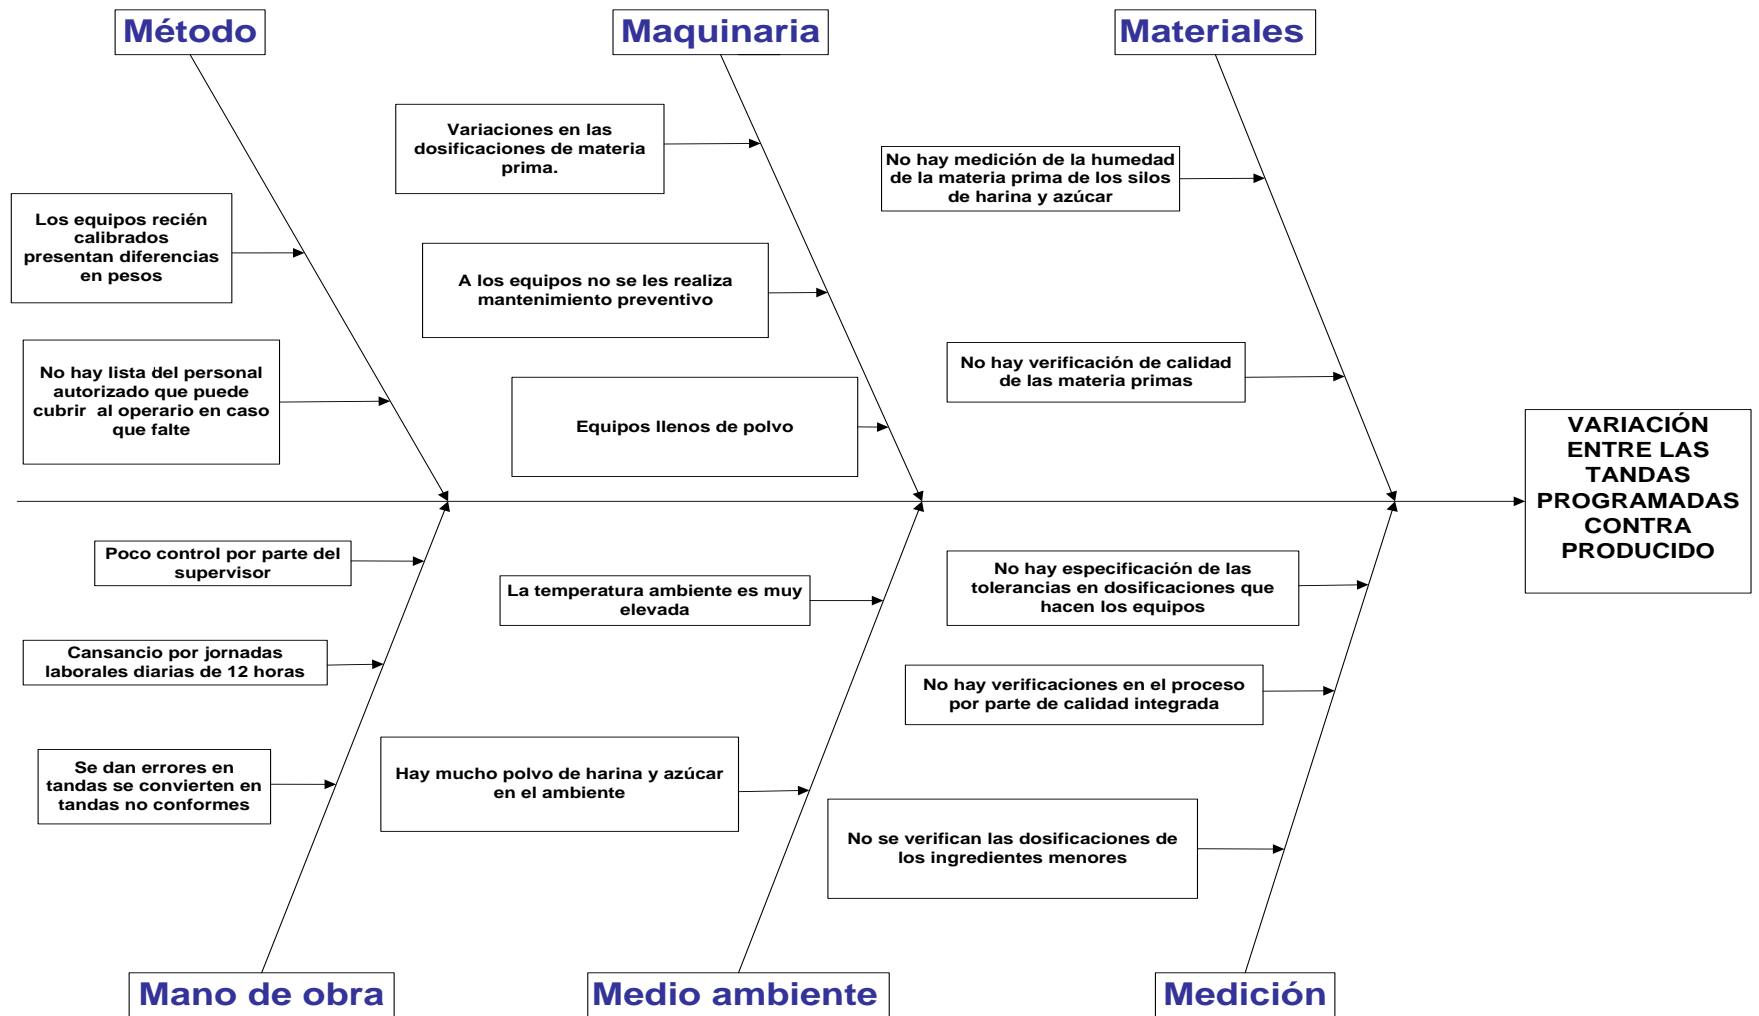 Método
Maquinaria
Materiales
Variaciones en las
dosificaciones de materia
prima.
No hay medición de la humedad
de la materia prima de los silos
de harina y azúcar
Los equipos recién
calibrados
presentan diferencias
en pesos
A los equipos no se les realiza
mantenimiento preventivo
No hay lista del personal
autorizado que puede
cubrir al operario en caso
que falte
No hay verificación de calidad
de las materia primas
Equipos llenos de polvo
VARIACIÓN
ENTRE LAS
TANDAS
PROGRAMADAS
CONTRA
PRODUCIDO
Poco control por parte del
supervisor
La temperatura ambiente es muy
elevada
No hay especificación de las
tolerancias en dosificaciones que
hacen los equipos
Cansancio por jornadas
laborales diarias de 12 horas
No hay verificaciones en el proceso
por parte de calidad integrada
Se dan errores en
tandas se convierten en
tandas no conformes
Hay mucho polvo de harina y azúcar
en el ambiente
No se verifican las dosificaciones de
los ingredientes menores
Mano de obra
Medio ambiente
Medición